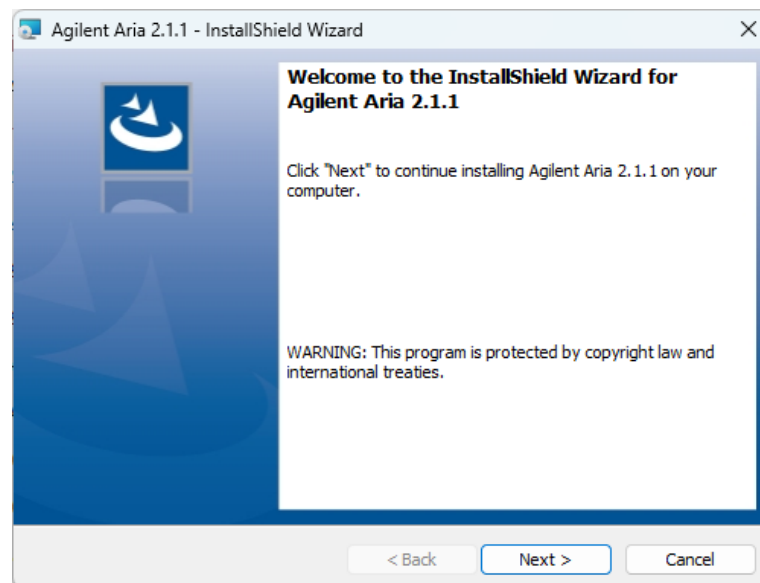 Agilent Aria 2.1.1 - InstallShield Wizard
Welcome to the InstallShield Wizard for
Agilent Aria 2.1.1
Click "Next" to continue installing Agilent Aria 2.1.1 on your
computer.
WARNING: This program is protected by copyright law and
international treaties.
< Back
Next >
Cancel